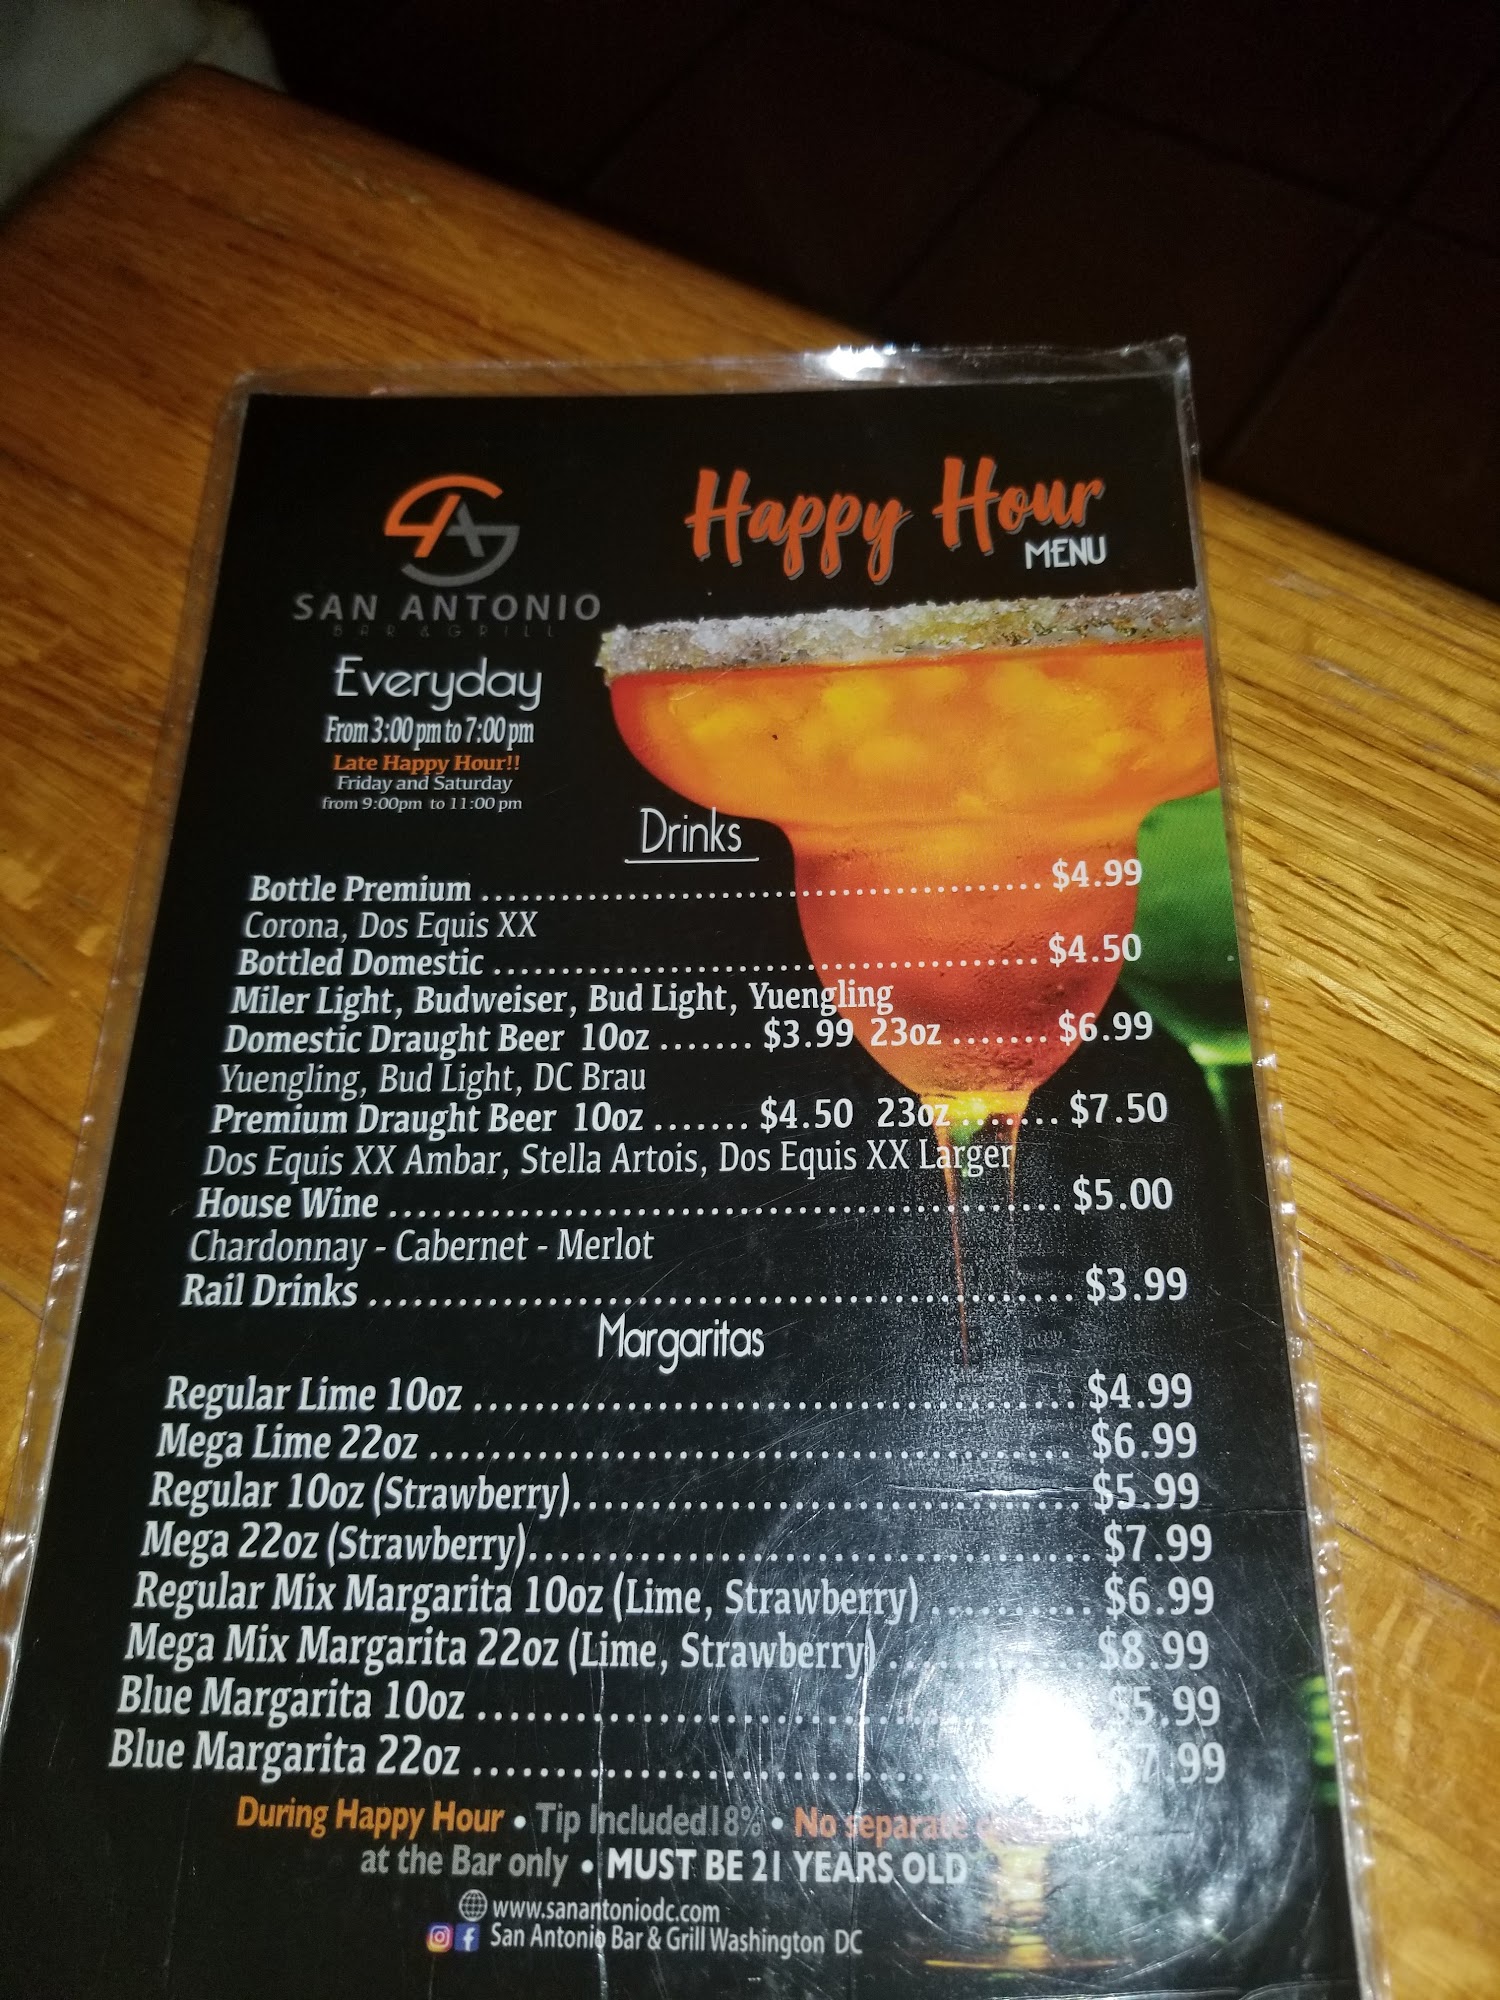 Happy Hour
MENU
SAN ANTONIO
BAR & GRILL
Everyday
From 3:00 pm to 7:00 pm
Late Happy Hour!!
Friday and Saturday
from 9:00pm to 11:00 pm
Drinks
Bottle Premium ........................................ $4.99
Corona, Dos Equis XX
Bottled Domestic ........................................ $4.50
Miler Light, Budweiser, Bud Light, Yuengling
Domestic Draught Beer 10oz ....... $3.99 23oz ....... $6.99
Yuengling, Bud Light, DC Brau
Premium Draught Beer 10oz ....... $4.50 23oz ....... $7.50
Dos Equis XX Ambar, Stella Artois, Dos Equis XX Larger
House Wine ............................................... $5.00
Chardonnay - Cabernet - Merlot
Rail Drinks ................................................ $3.99
Margaritas
Regular Lime 10oz ........................................ $4.99
Mega Lime 22oz ........................................... $6.99
Regular 10oz (Strawberry)................................. $5.99
Mega 22oz (Strawberry)..................................... $7.99
Regular Mix Margarita 10oz (Lime, Strawberry) ........... $6.99
Mega Mix Margarita 22oz (Lime, Strawberry) ............. $8.99
Blue Margarita 10oz ........................................ $5.99
Blue Margarita 22oz ........................................ 7.99
During Happy Hour • Tip Included18% • No separate
at the Bar only • MUST BE 21 YEARS OLD
www.sanantoniodc.com
San Antonio Bar & Grill Washington DC